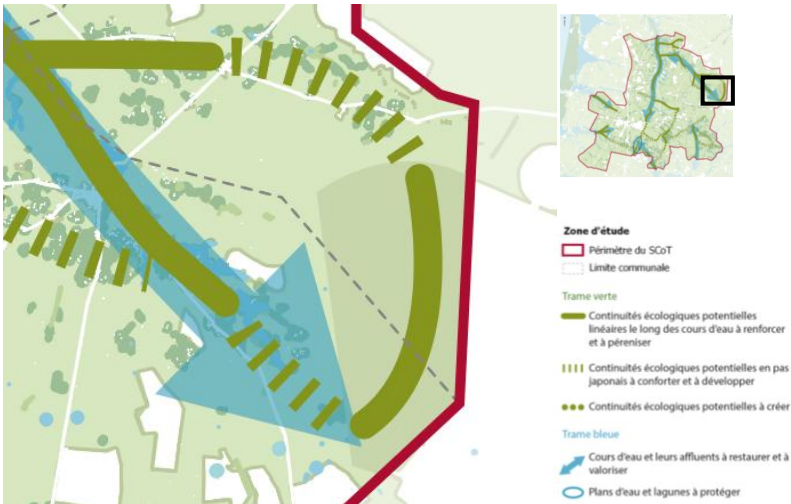 Zone d'étude
Périmètre du SCoT
Limite communale
Trame verte
Continuités écologiques potentielles
linéaires le long des cours d'eau à renforcer
et à péreniser
Continuités écologiques potentielles en pas
japonais à conforter et à développer
Continuités écologiques potentielles à créer
Trame bleue
Cours d'eau et leurs affluents à restaurer et à
valoriser
Plans d'eau et lagunes à protéger